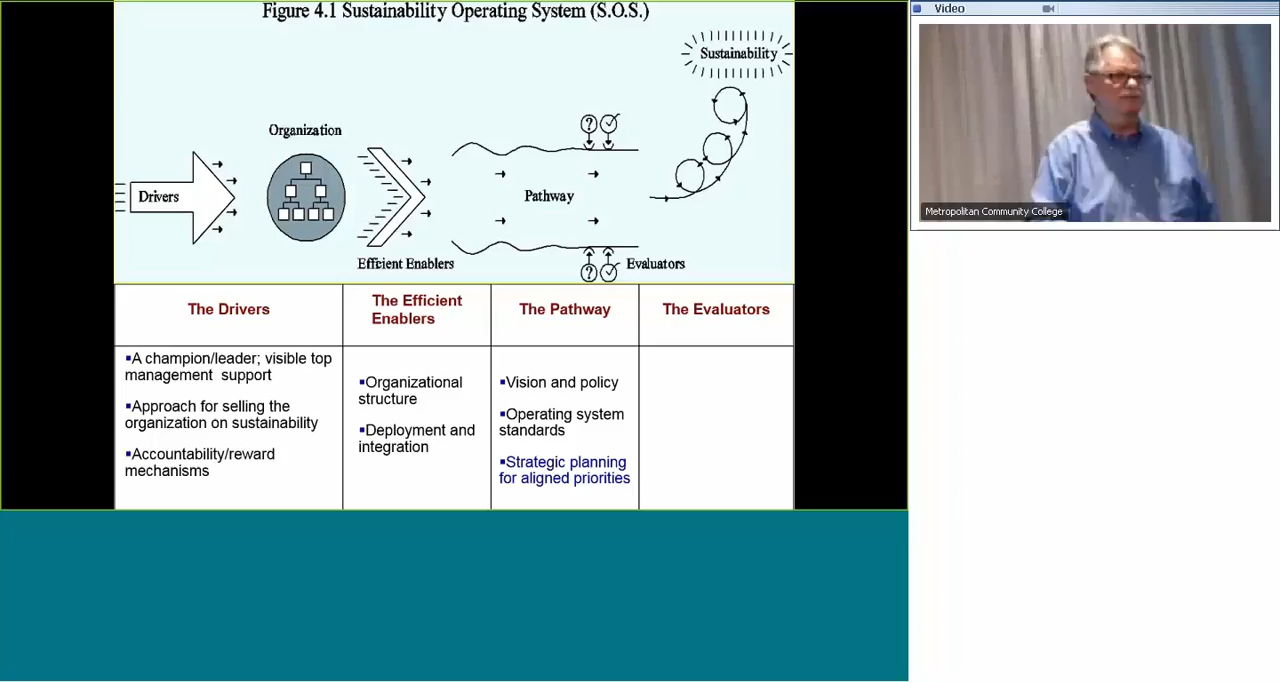 Figure 4.1 Sustainability Operating System (S.O.S.)
Video
Sustainability
Organization
Drivers
Pathway
Efficient Enablers
Evaluators
Metropolitan Community College
The Drivers
The Efficient
Enablers
The Pathway
The Evaluators
▪A champion/leader; visible top
management support
▪Approach for selling the
organization on sustainability
▪Accountability/reward
mechanisms
▪Organizational
structure
▪Deployment and
integration
▪Vision and policy
▪Operating system
standards
▪Strategic planning
for aligned priorities